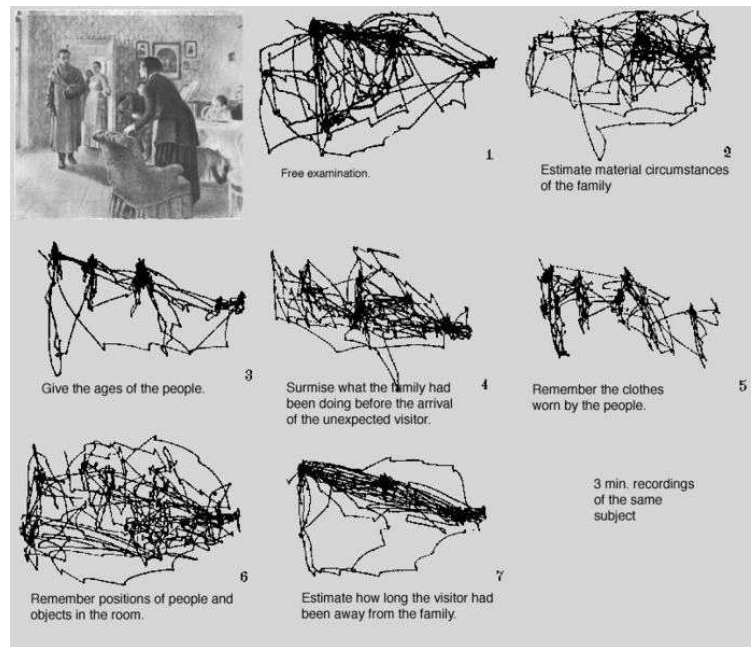 1
Free examination.
2
Estimate material circumstances
of the family
3
Give the ages of the people.
4
Surmise what the family had
been doing before the arrival
of the unexpected visitor.
5
Remember the clothes
worn by the people.
6
Remember positions of people and
objects in the room.
7
Estimate how long the visitor had
been away from the family.
3 min. recordings
of the same
subject